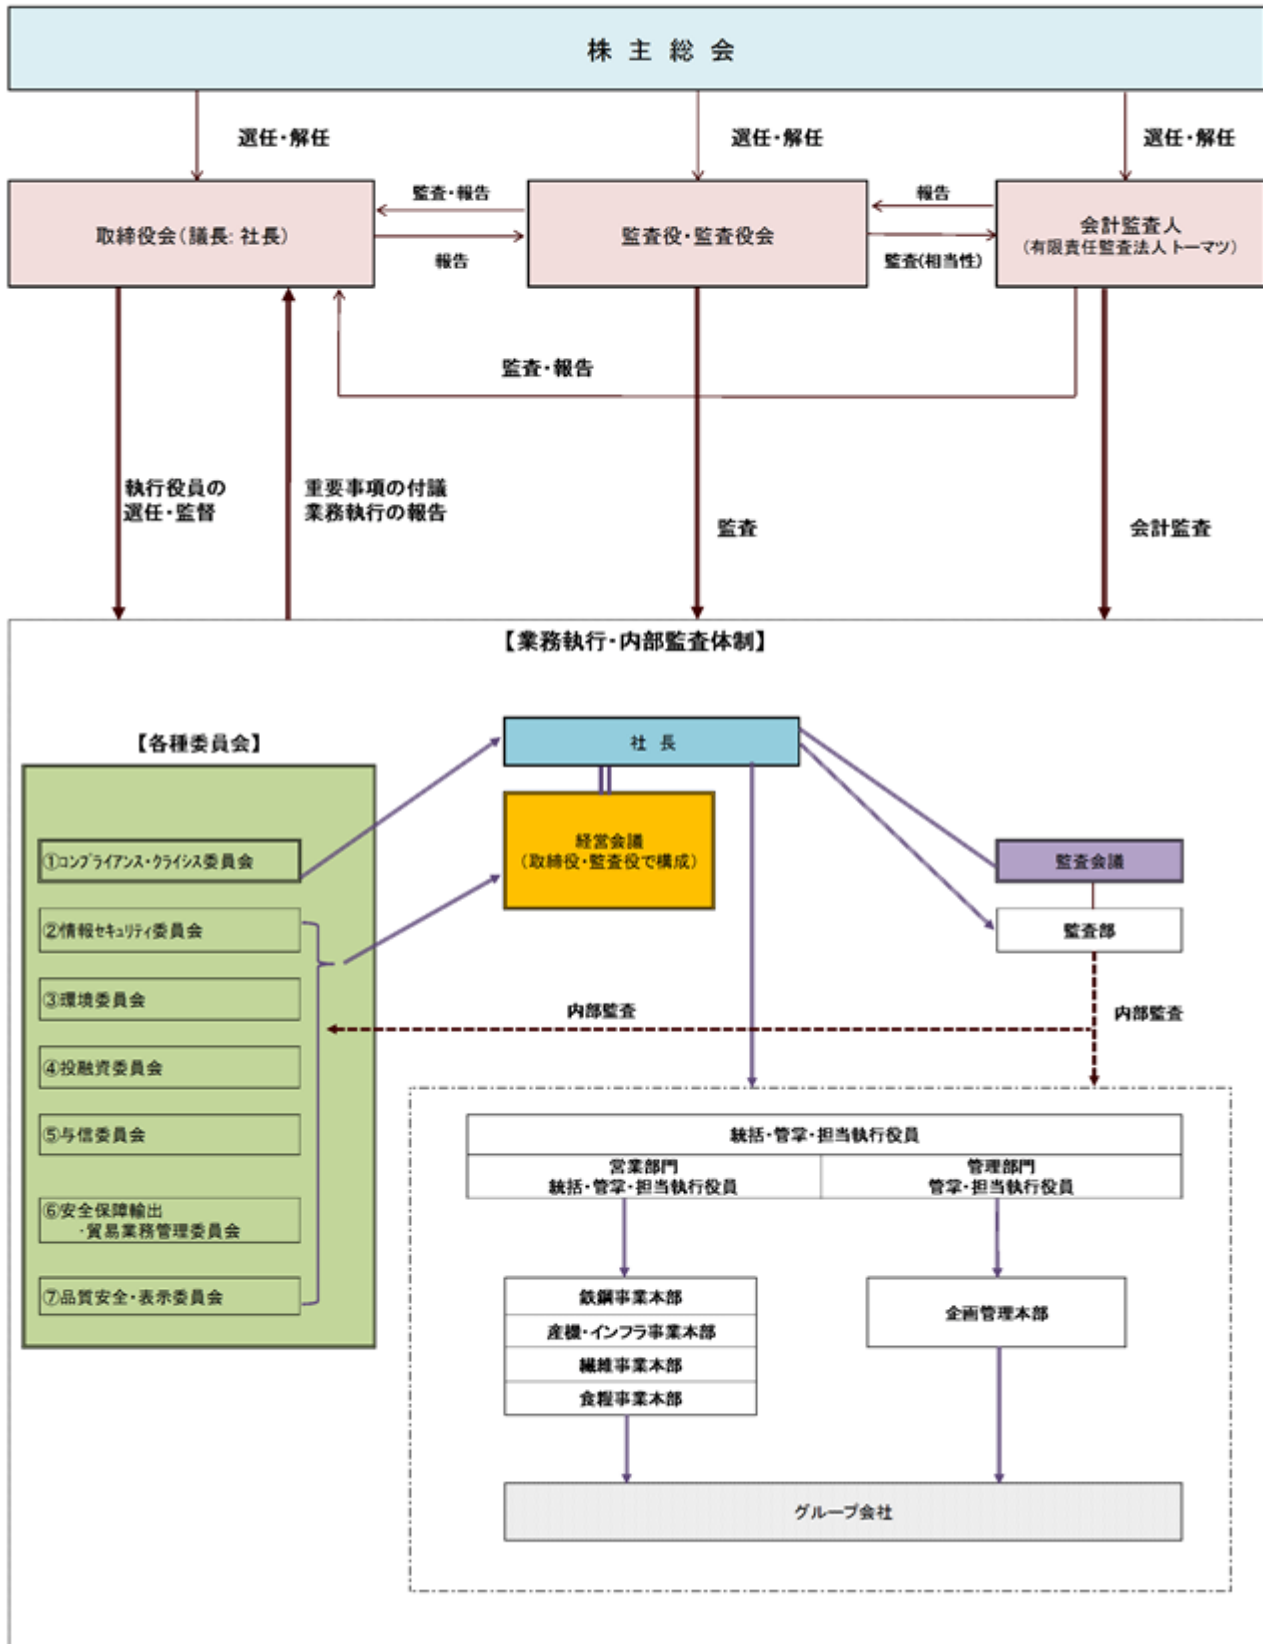 株主総会
選任・解任
選任・解任
選任・解任
取締役会(議長:社長)
監査・報告
報告
監査役・監査役会
報告
監査(相当性)
会計監査人
(有限責任監査法人トーマツ)
監査・報告
執行役員の
選任・監督
重要事項の付議
業務執行の報告
監査
会計監査
【業務執行・内部監査体制】
【各種委員会】
社長
①コンプライアンス・クライシス委員会
②情報セキュリティ委員会
③環境委員会
④投融資委員会
⑤与信委員会
⑥安全保障輸出
・貿易業務管理委員会
⑦品質安全・表示委員会
経営会議
(取締役・監査役で構成)
監査会議
監査部
内部監査
内部監査
統括・管掌・担当執行役員
営業部門
統括・管掌・担当執行役員
管理部門
管掌・担当執行役員
鉄鋼事業本部
産機・インフラ事業本部
繊維事業本部
食糧事業本部
企画管理本部
グループ会社